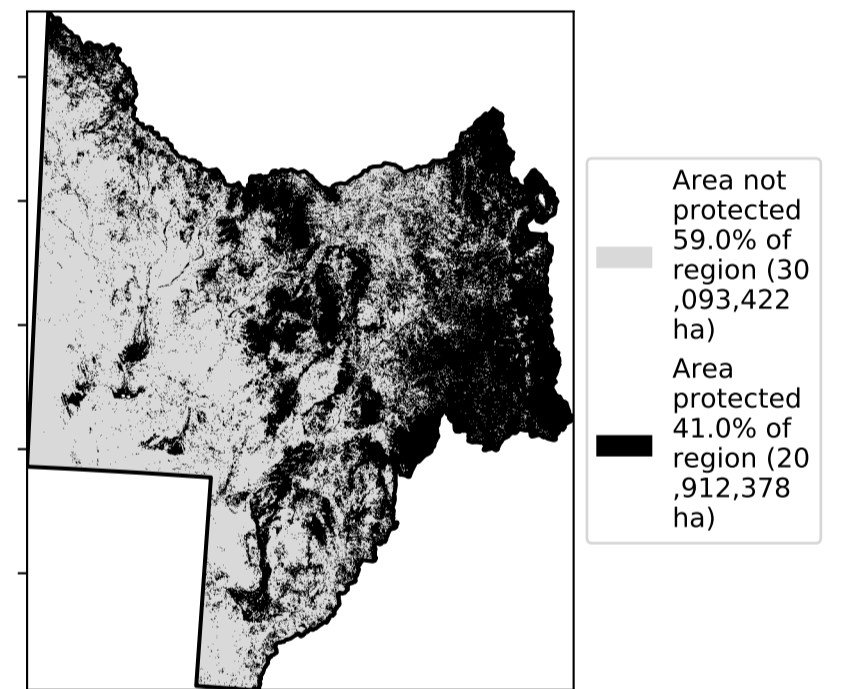 Area not
protected
59.0% of
region (30
,093,422
ha)
Area
protected
41.0% of
region (20
,912,378
ha)